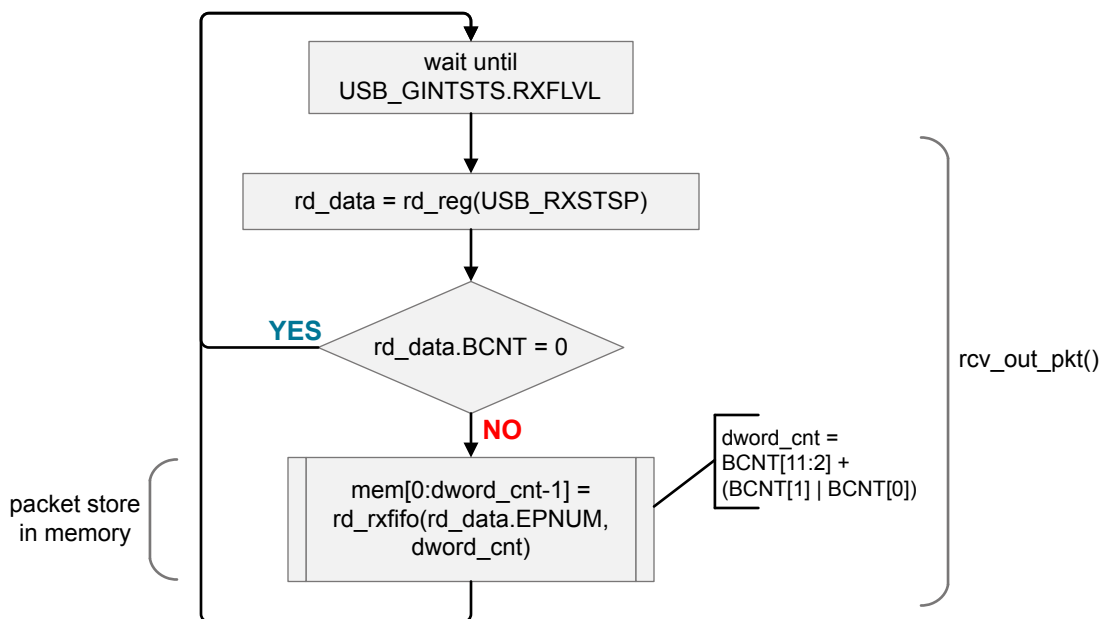 wait until
USB_GINTSTS.RXFLVL
rd_data = rd_reg(USB_RXSTSP)
YES
rd_data.BCNT = 0
rcv_out_pkt()
NO
dword_cnt =
BCNT[11:2] +
(BCNT[1] | BCNT[0])
packet store
in memory
mem[0:dword_cnt-1] =
rd_rxfifo(rd_data.EPNUM,
dword_cnt)